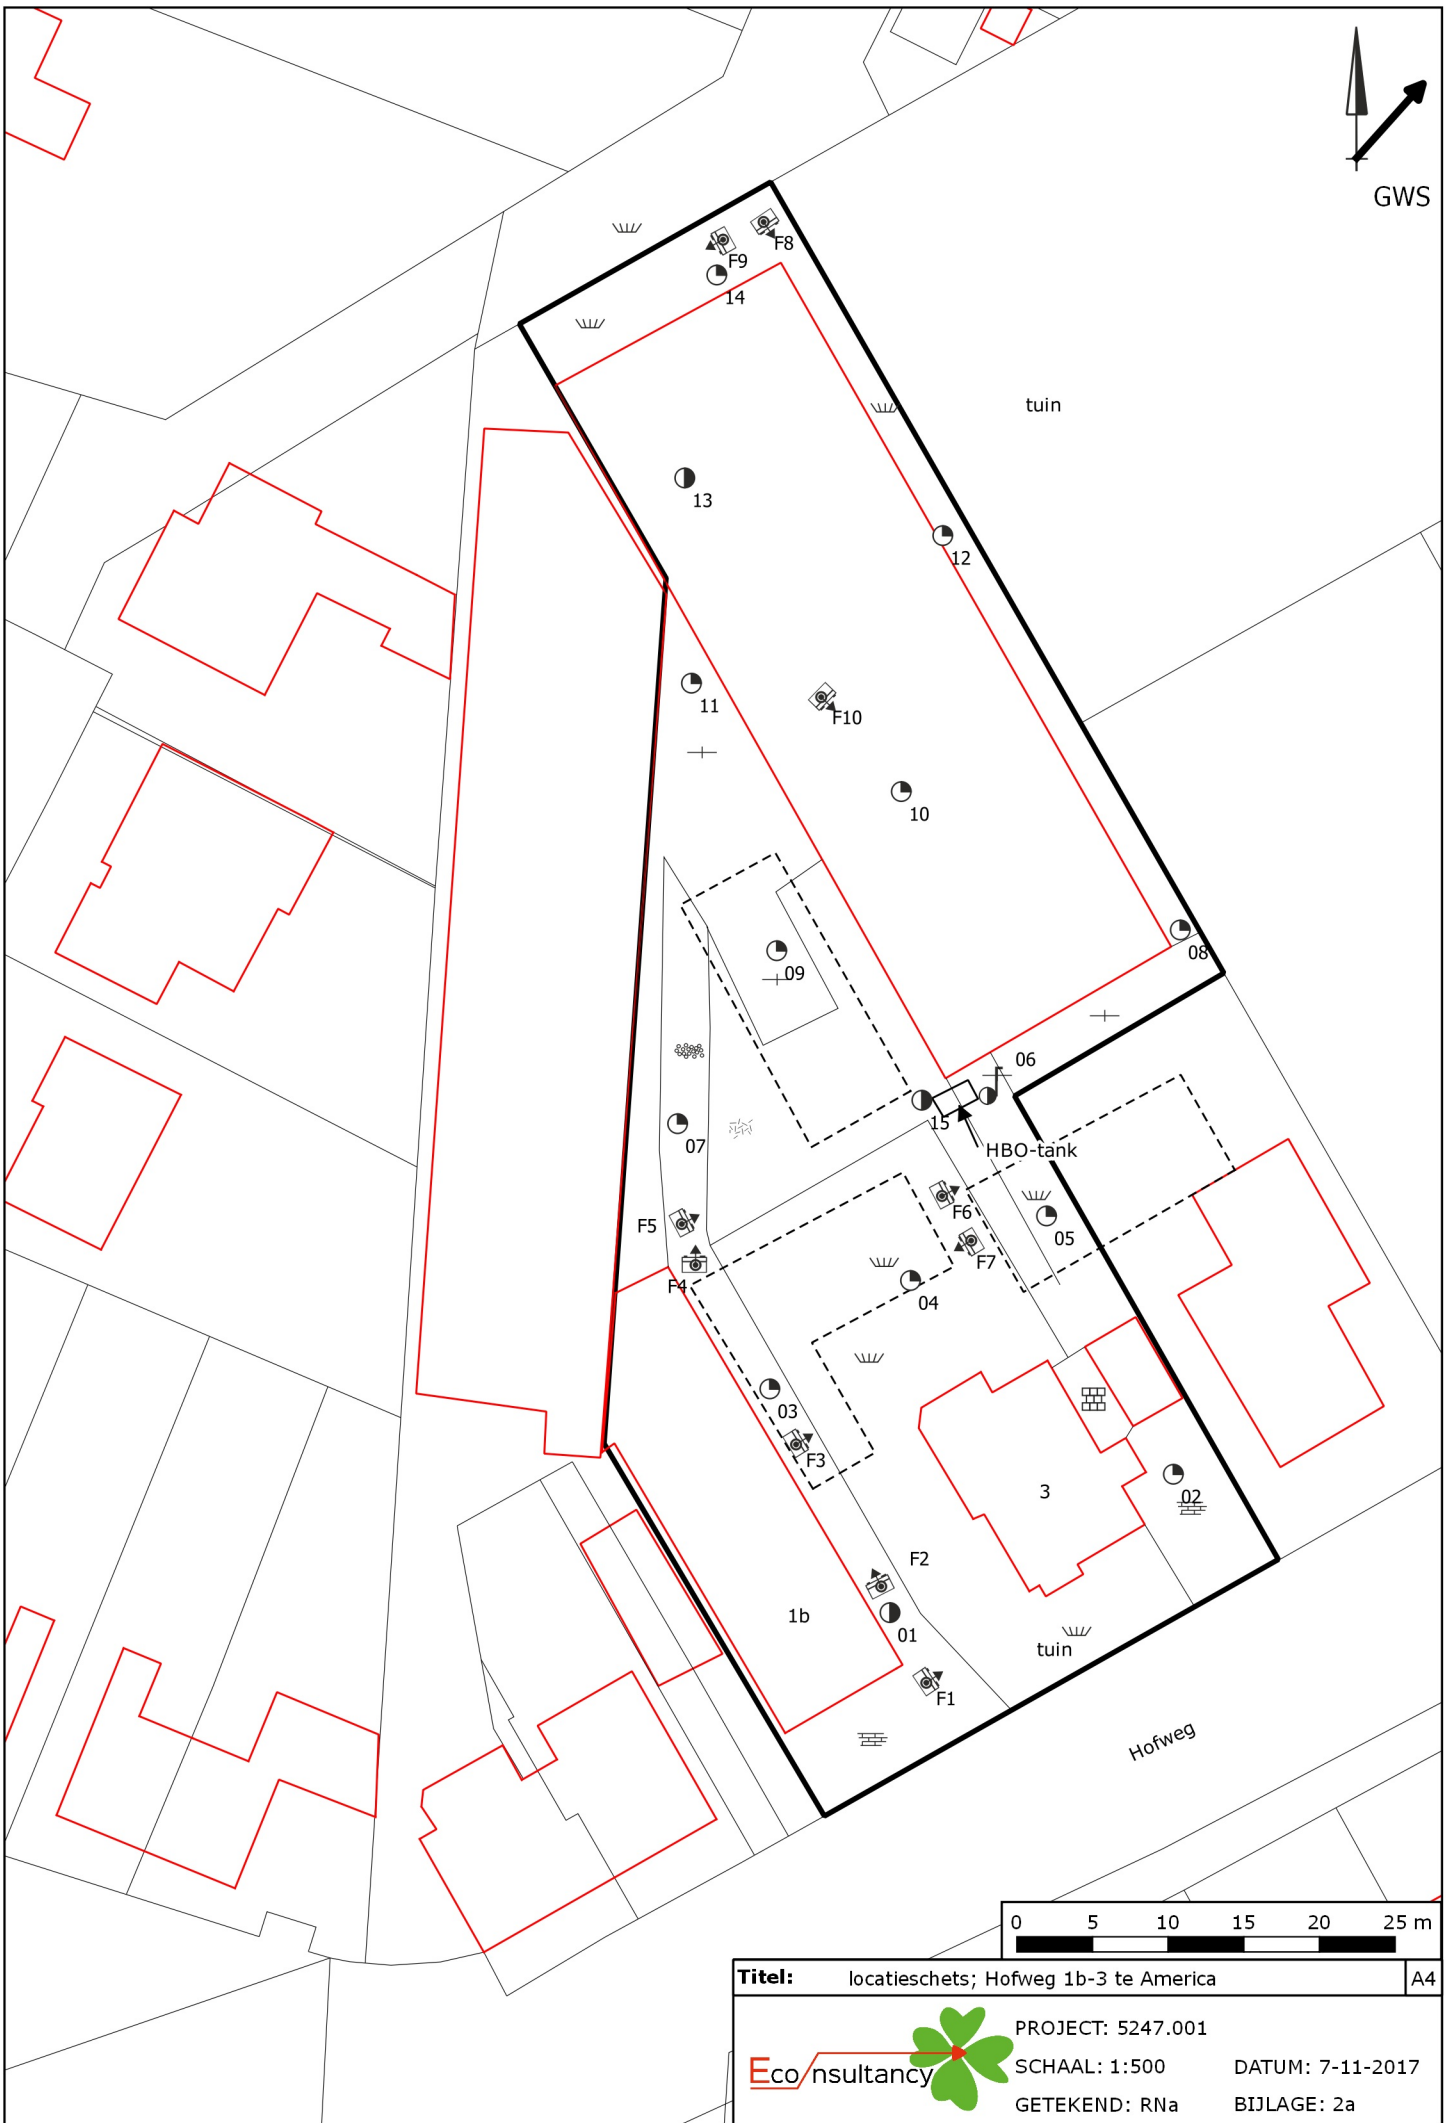 GWS
F8
F9
14
tuin
13
12
11
F10
10
08
09
06
15
07
HBO-tank
F6
05
F5
F7
F4
04
03
F3
3
02
F2
1b
01
tuin
F1
Hofweg
0 5 10 15 20 25 m
Titel: locatieschets; Hofweg 1b-3 te America A4
Econsultancy
PROJECT: 5247.001
SCHAAL: 1:500 DATUM: 7-11-2017
GETEKEND: RNa BIJLAGE: 2a